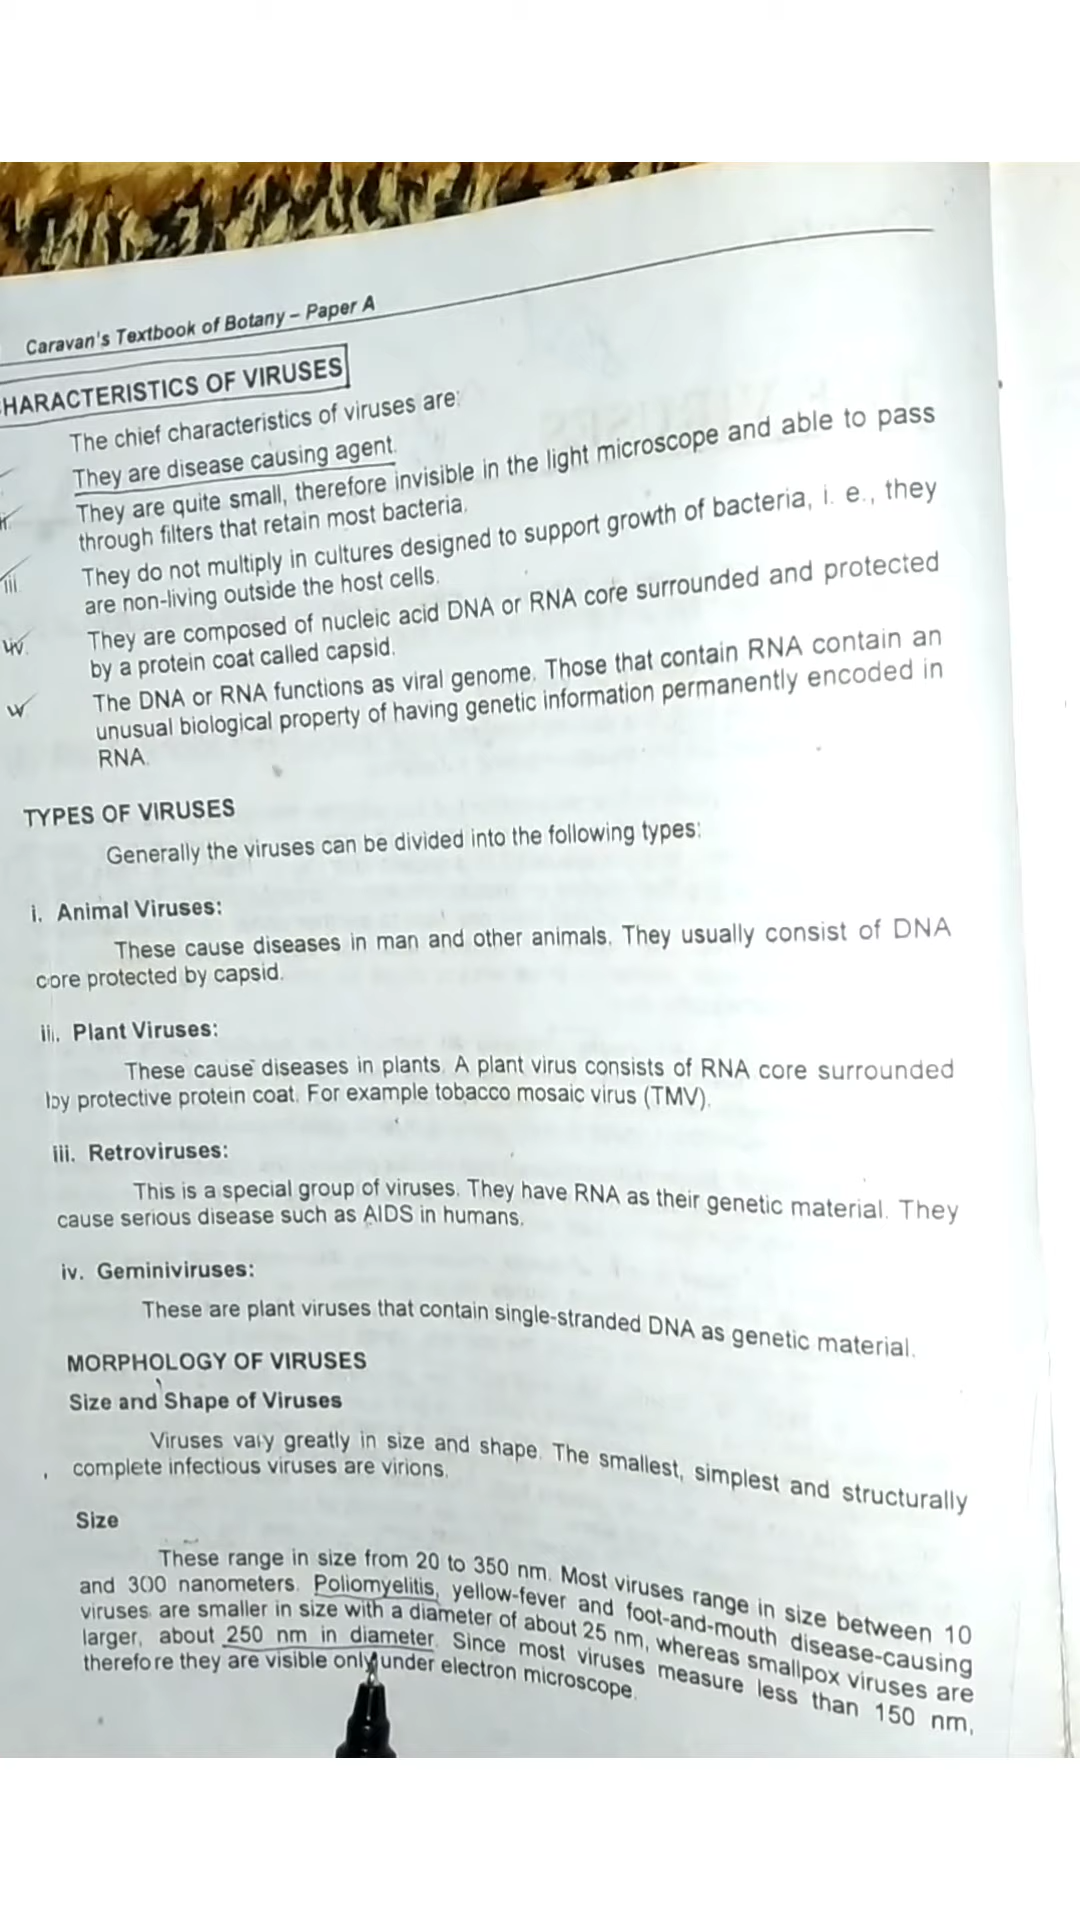 Caravan's Textbook of Botany – Paper A
HARACTERISTICS OF VIRUSES
The chief characteristics of viruses are:
They are disease causing agent.
ii. They are quite small, therefore invisible in the light microscope and able to pass
through filters that retain most bacteria.
iii. They do not multiply in cultures designed to support growth of bacteria, i. e., they
are non-living outside the host cells.
iv. They are composed of nucleic acid DNA or RNA core surrounded and protected
by a protein coat called capsid.
v. The DNA or RNA functions as viral genome. Those that contain RNA contain an
unusual biological property of having genetic information permanently encoded in
RNA.
TYPES OF VIRUSES
Generally the viruses can be divided into the following types:
i. Animal Viruses:
These cause diseases in man and other animals. They usually consist of DNA
core protected by capsid.
ii. Plant Viruses:
These cause diseases in plants. A plant virus consists of RNA core surrounded
by protective protein coat. For example tobacco mosaic virus (TMV).
iii. Retroviruses:
This is a special group of viruses. They have RNA as their genetic material. They
cause serious disease such as AIDS in humans.
iv. Geminiviruses:
These are plant viruses that contain single-stranded DNA as genetic material.
MORPHOLOGY OF VIRUSES
Size and Shape of Viruses
Viruses vary greatly in size and shape. The smallest, simplest and structurally
complete infectious viruses are virions.
Size
These range in size from 20 to 350 nm. Most viruses range in size between 10
and 300 nanometers. Poliomyelitis, yellow-fever and foot-and-mouth disease-causing
viruses are smaller in size with a diameter of about 25 nm, whereas smallpox viruses are
larger, about 250 nm in diameter. Since most viruses measure less than 150 nm,
therefore they are visible only under electron microscope.